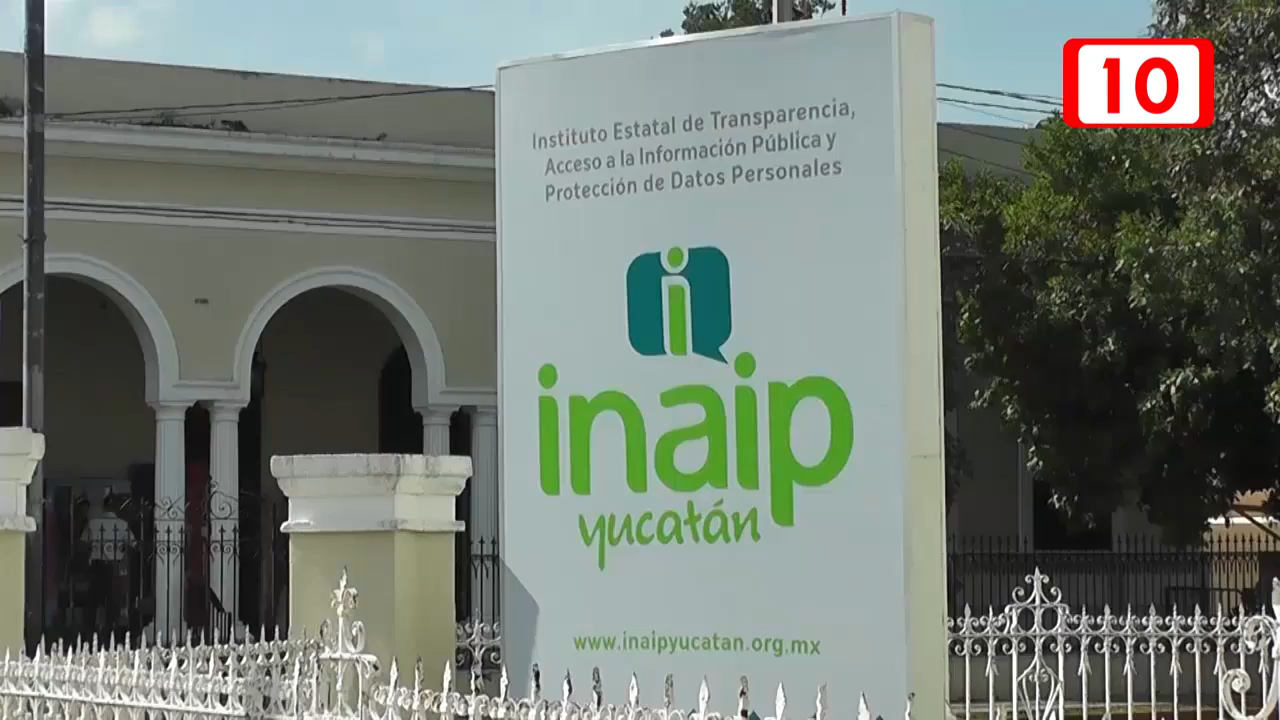 10
Instituto Estatal de Transparencia,
Acceso a la Información Pública y
Protección de Datos Personales
i
inaip
yucatán
www.inaipyucatan.org.mx